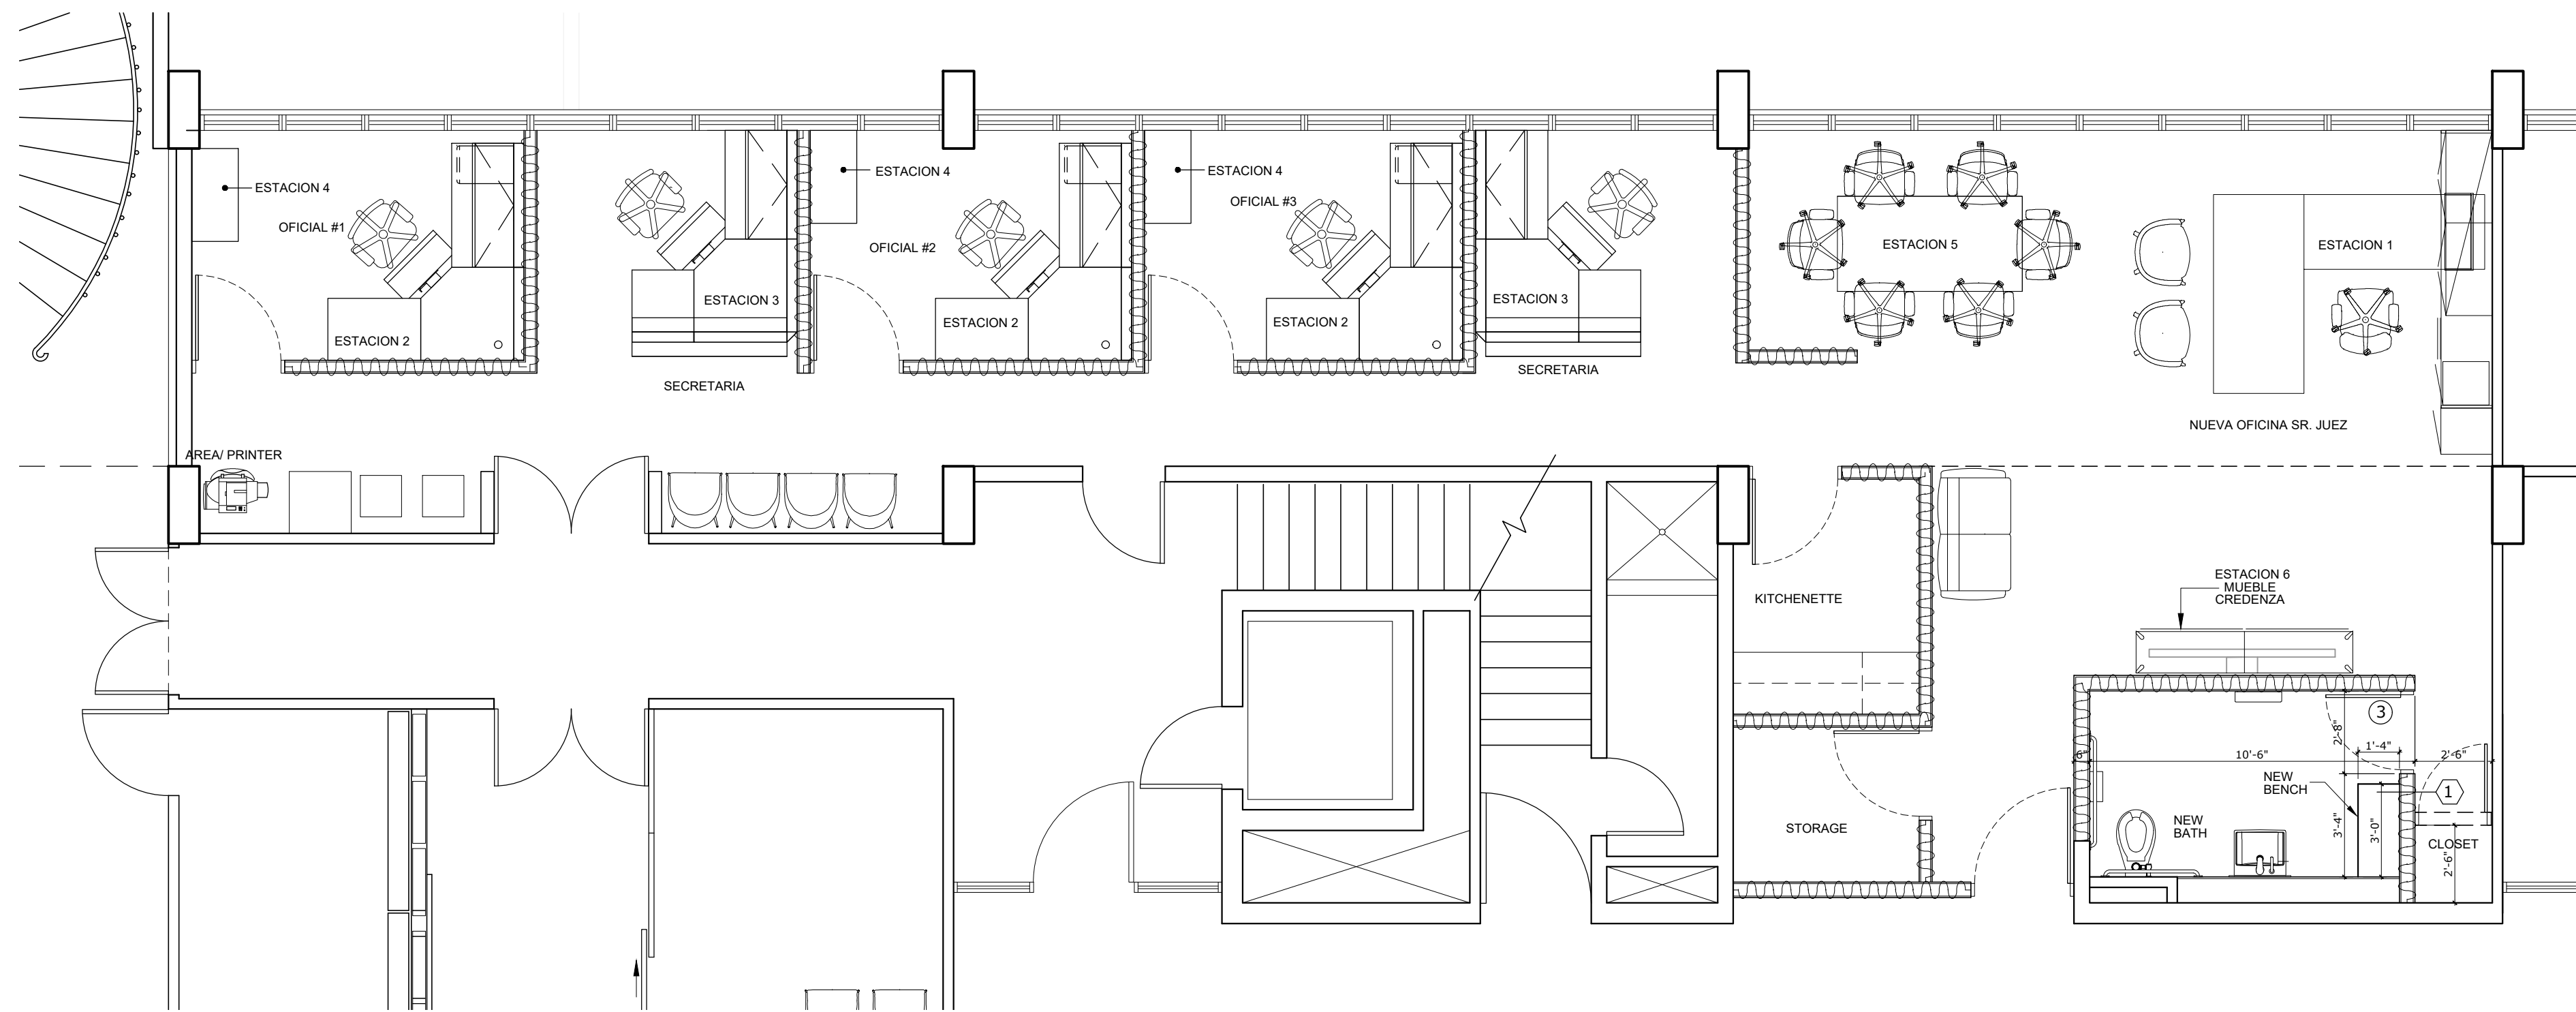 ESTACION 4
OFICIAL #1
ESTACION 2
ESTACION 3
SECRETARIA
ESTACION 4
OFICIAL #2
ESTACION 2
ESTACION 4
OFICIAL #3
ESTACION 2
ESTACION 3
SECRETARIA
ESTACION 5
ESTACION 1
NUEVA OFICINA SR. JUEZ
AREA/ PRINTER
KITCHENETTE
STORAGE
ESTACION 6
MUEBLE
CREDENZA
3
2'-8"
1'-4"
6"
10'-6"
2'-6"
NEW
BENCH
1
NEW
BATH
3'-4"
3'-0"
CLOSET
2'-6"